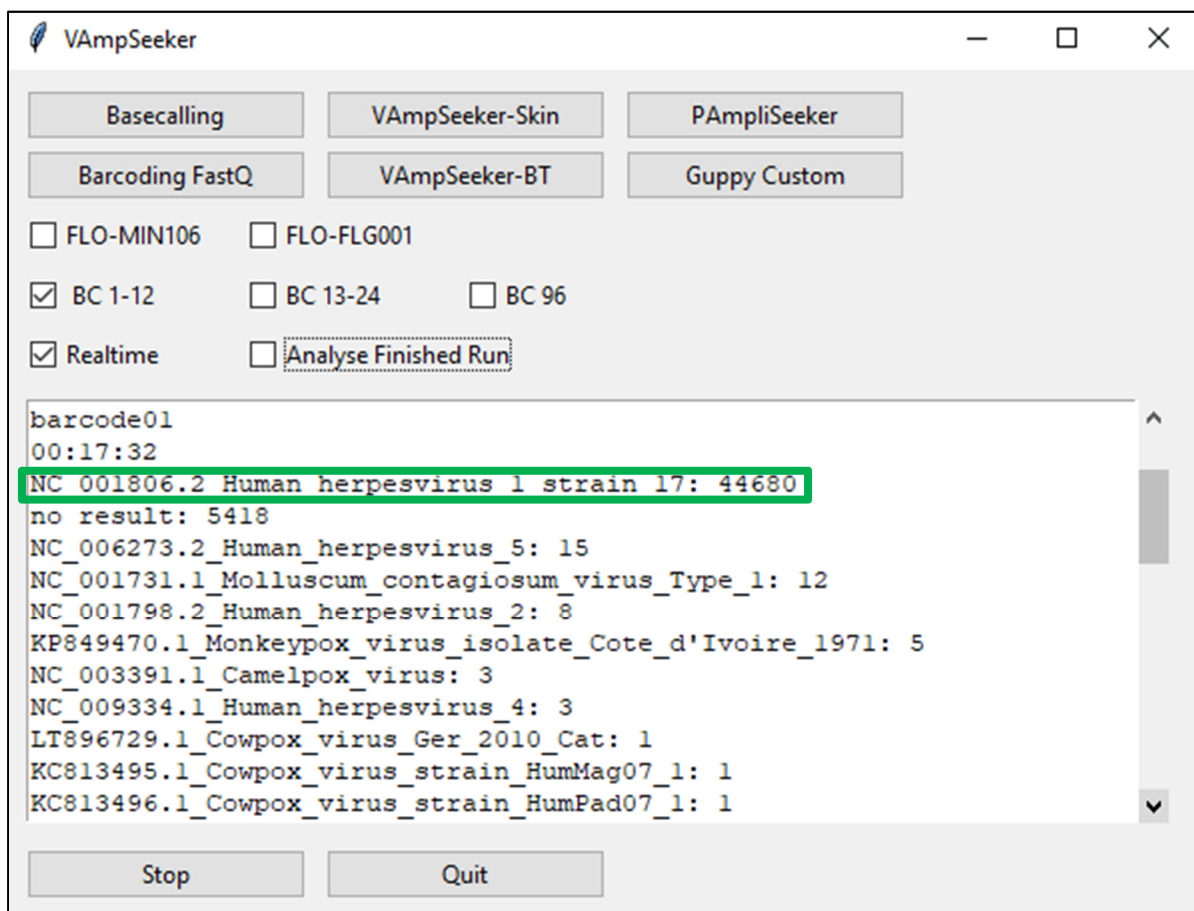 VAmpSeeker
Basecalling VAmpSeeker-Skin PAmpliSeeker
Barcoding FastQ VAmpSeeker-BT Guppy Custom
FLO-MIN106 FLO-FLG001
BC 1-12 BC 13-24 BC 96
Realtime Analyse Finished Run
barcode01
00:17:32
NC_001806.2_Human_herpesvirus_1_strain_17: 44680
no result: 5418
NC_006273.2_Human_herpesvirus_5: 15
NC_001731.1_Molluscum_contagiosum_virus_Type_1: 12
NC_001798.2_Human_herpesvirus_2: 8
KP849470.1_Monkeypox_virus_isolate_Cote_d'Ivoire_1971: 5
NC_003391.1_Camelpox_virus: 3
NC_009334.1_Human_herpesvirus_4: 3
LT896729.1_Cowpox_virus_Ger_2010_Cat: 1
KC813495.1_Cowpox_virus_strain_HumMag07_1: 1
KC813496.1_Cowpox_virus_strain_HumPad07_1: 1
Stop Quit